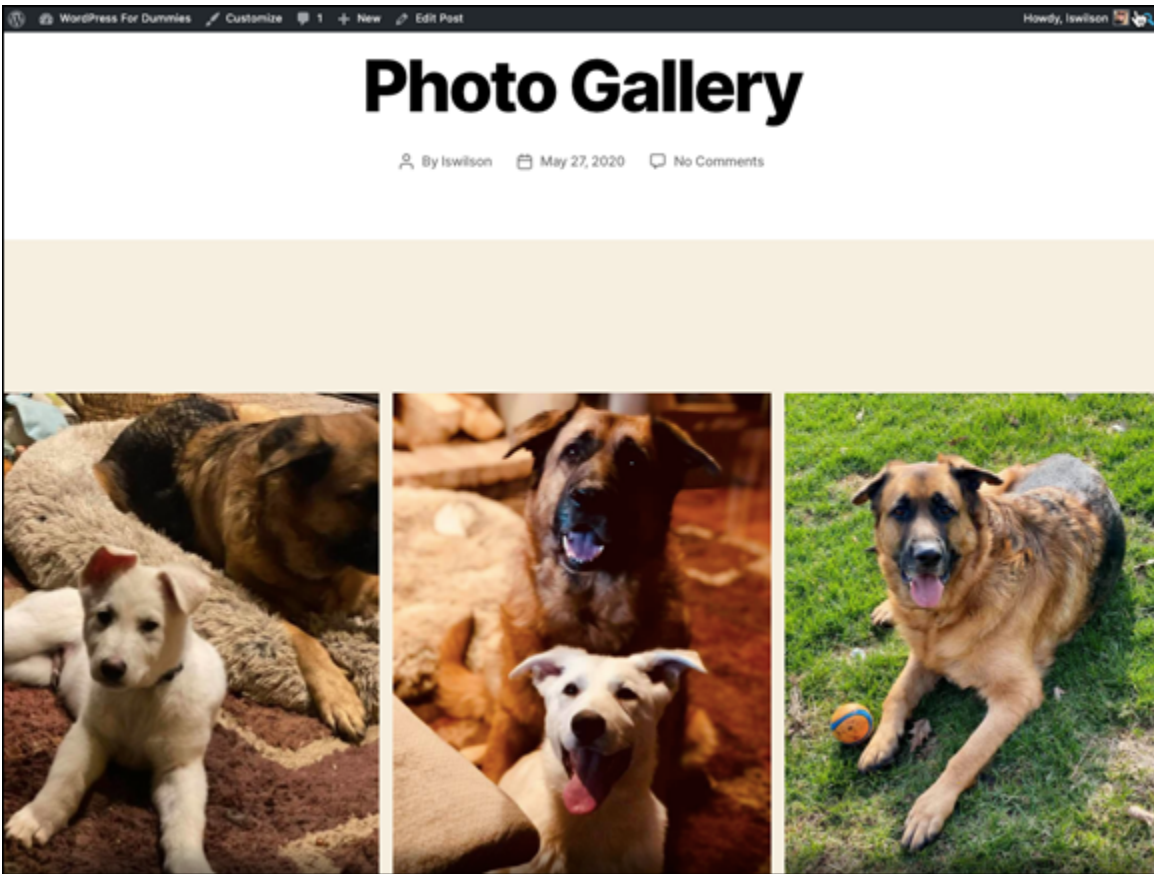 WordPress For Dummies Customize 1 New Edit Post Howdy, lswilson
Photo Gallery
By lswilson May 27, 2020 No Comments